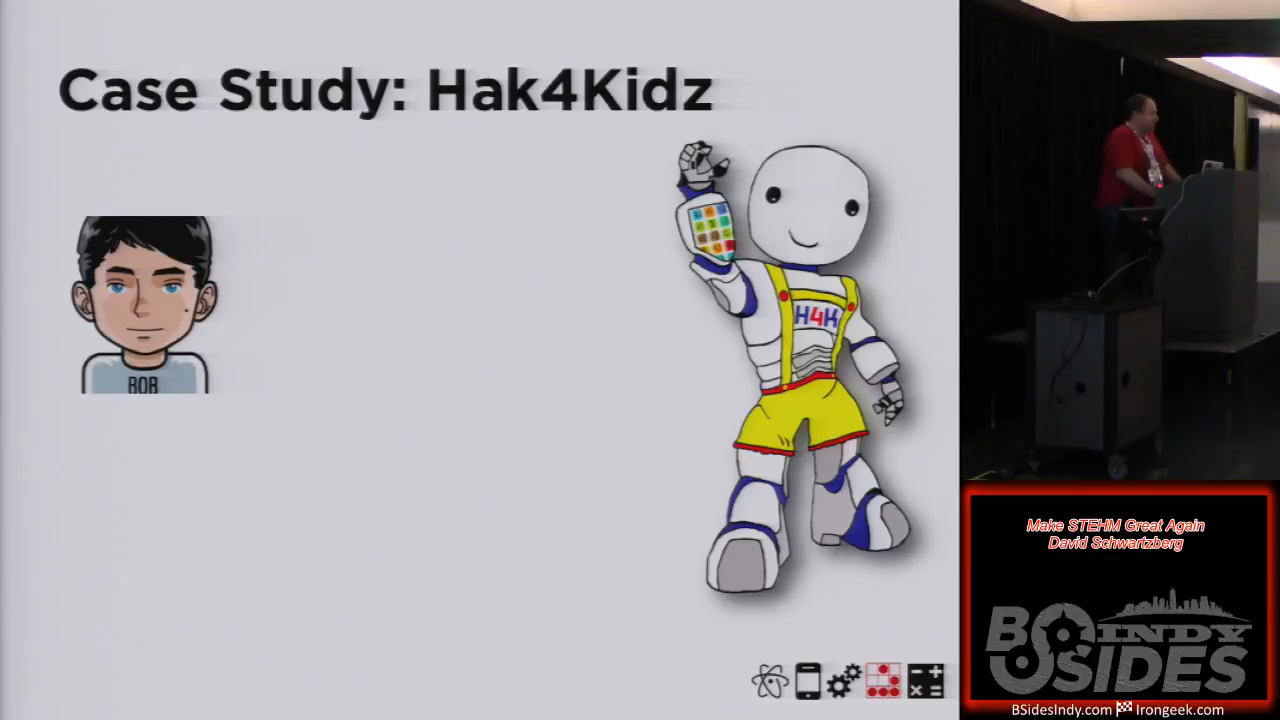 Case Study: Hak4Kidz
BOB
H4K
Make STEHM Great Again
David Schwartzberg
BSIDES
INDY
BSidesIndy.com Irongeek.com